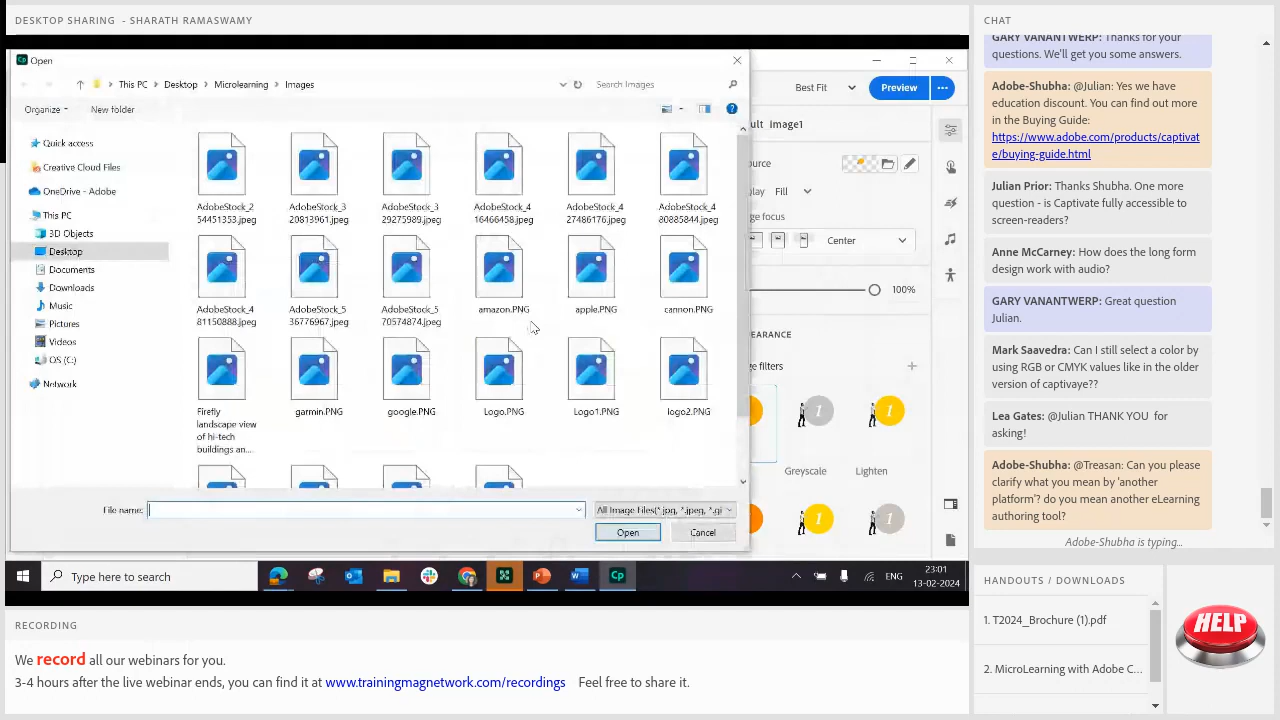 DESKTOP SHARING - SHARATH RAMASWAMY
Open
This PC
Desktop
Microlearning
Images
Search Images
Organize
New folder
Quick access
Creative Cloud Files
OneDrive - Adobe
This PC
3D Objects
Desktop
Documents
Downloads
Music
Pictures
Videos
OS (C:)
Network
AdobeStock_2
54451353.jpeg
AdobeStock_3
20813961.jpeg
AdobeStock_3
29275989.jpeg
AdobeStock_4
16466458.jpeg
AdobeStock_4
27486176.jpeg
AdobeStock_4
80885844.jpeg
AdobeStock_4
81150888.jpeg
AdobeStock_5
36776967.jpeg
AdobeStock_5
70574874.jpeg
amazon.PNG
apple.PNG
cannon.PNG
Firefly
landscape view
of hi-tech
buildings an...
garmin.PNG
google.PNG
Logo.PNG
Logo1.PNG
logo2.PNG
File name:
All Image Files(*.jpg, *.jpeg, *.gi
Open
Cancel
Best Fit
Preview
ult image1
ource
lay
Fill
ge focus
Center
100%
EARANCE
ge filters
1
1
Greyscale
Lighten
1
1
Type here to search
ENG
23:01
13-02-2024
RECORDING
We record all our webinars for you.
3-4 hours after the live webinar ends, you can find it at www.trainingmagnetwork.com/recordings Feel free to share it.
CHAT
GARY VANANTWERP: Thanks for your
questions. We'll get you some answers.
Adobe-Shubha: @Julian: Yes we have
education discount. You can find out more
in the Buying Guide:
https://www.adobe.com/products/captivat
e/buying-guide.html
Julian Prior: Thanks Shubha. One more
question - is Captivate fully accessible to
screen-readers?
Anne McCarney: How does the long form
design work with audio?
GARY VANANTWERP: Great question
Julian.
Mark Saavedra: Can I still select a color by
using RGB or CMYK values like in the older
version of captivaye??
Lea Gates: @Julian THANK YOU for
asking!
Adobe-Shubha: @Treasan: Can you please
clarify what you mean by 'another
platform'? do you mean another eLearning
authoring tool?
Adobe-Shubha is typing...
HANDOUTS / DOWNLOADS
1. T2024_Brochure (1).pdf
2. MicroLearning with Adobe C...
HELP